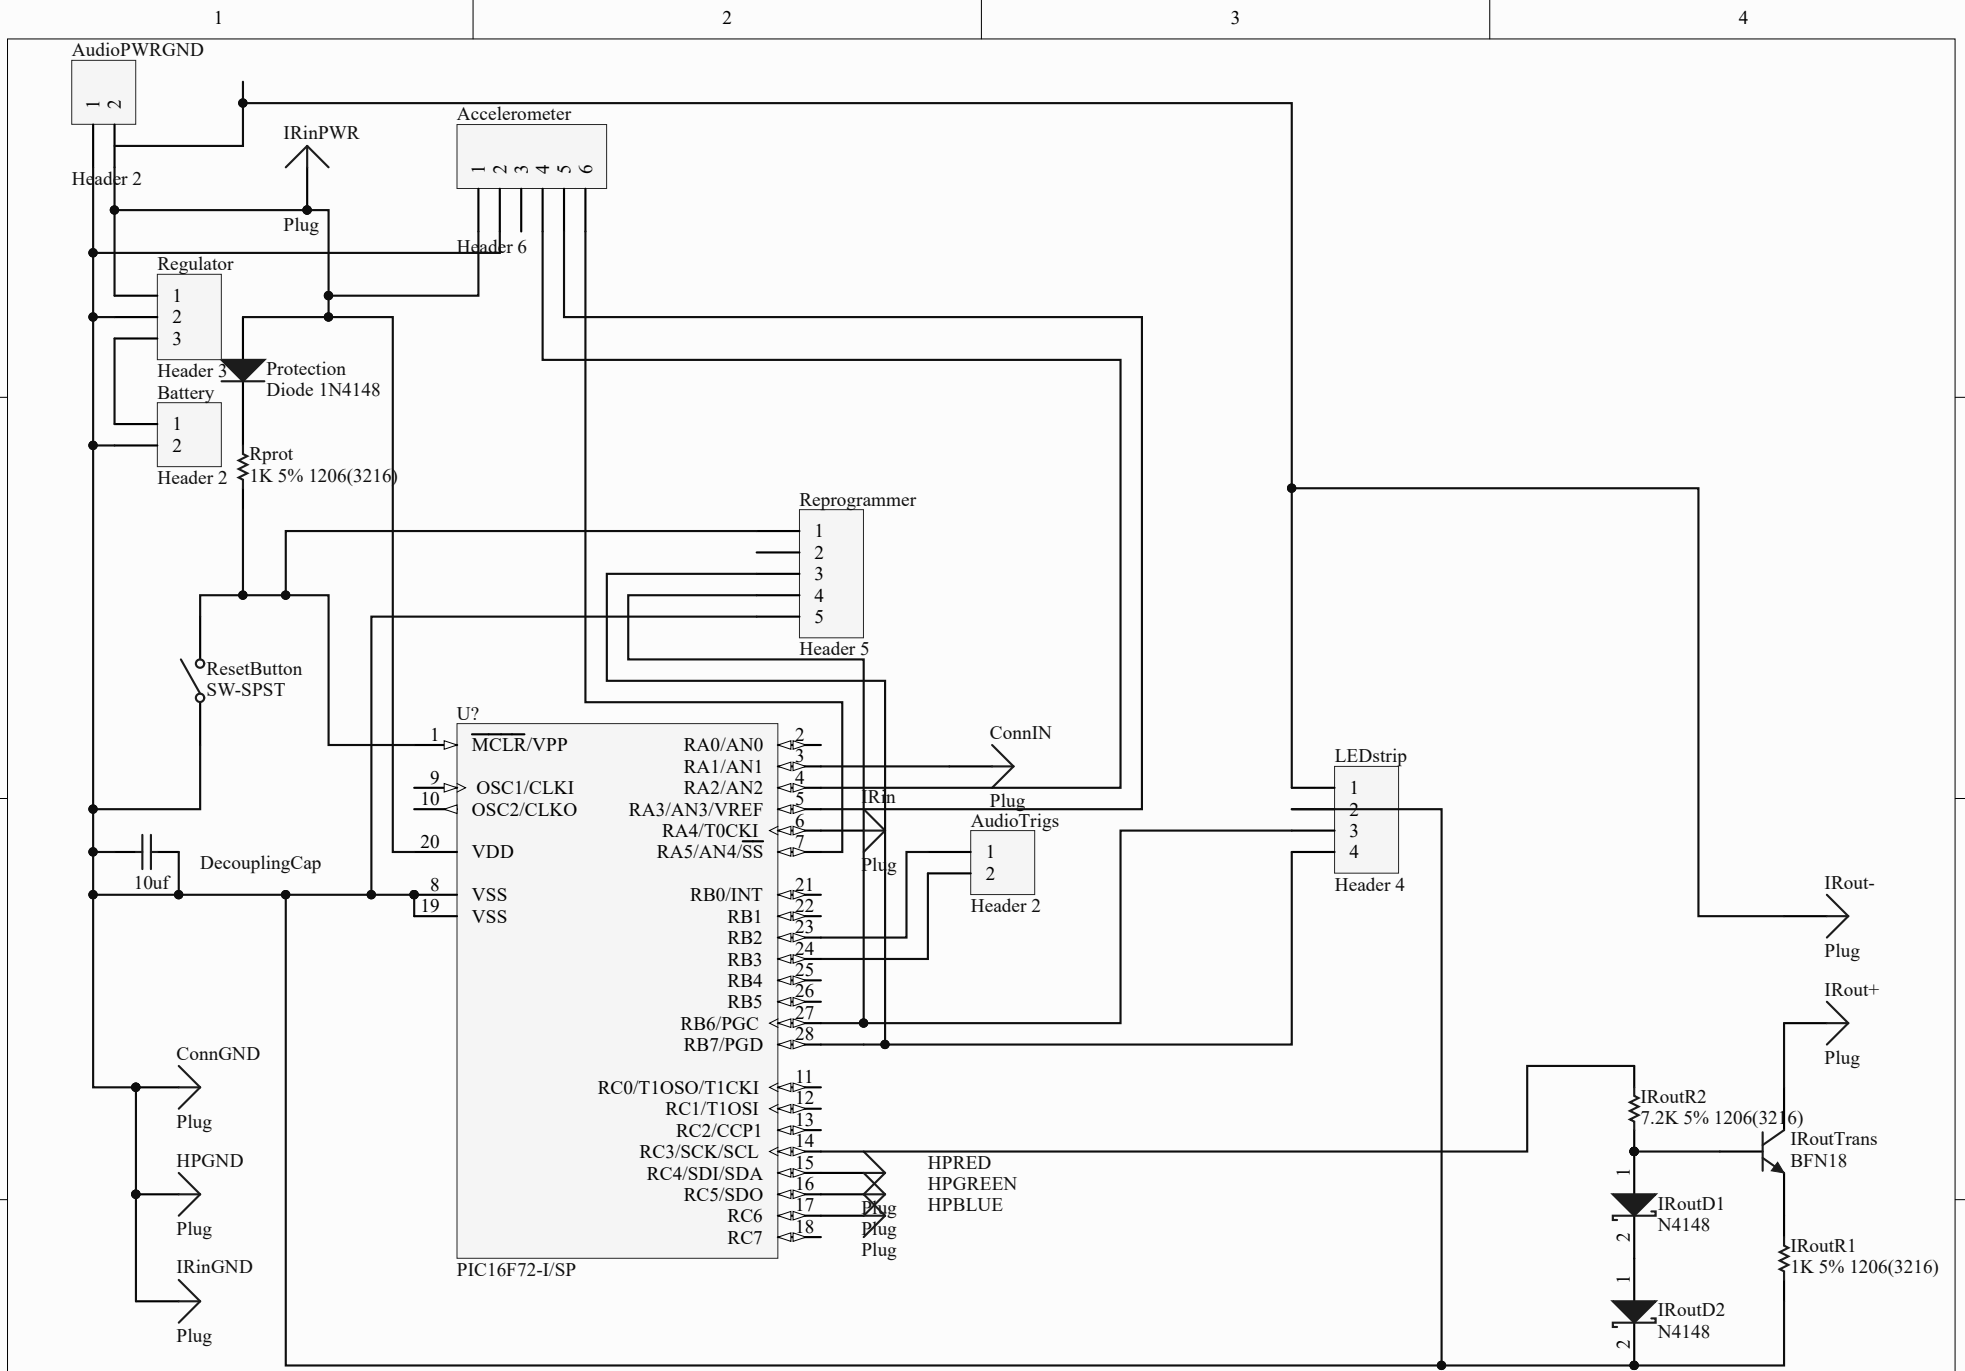 1 2 3 4
AudioPWRGND
1 2
Header 2
IRinPWR
Plug
Accelerometer
1 2 3 4 5 6
Header 6
Regulator
1
2
3
Header 3
Protection
Diode 1N4148
Battery
1
2
Header 2
Rprot
1K 5% 1206(3216)
Reprogrammer
1
2
3
4
5
Header 5
ResetButton
SW-SPST
DecouplingCap
10uf
U?
1 MCLR/VPP
9 OSC1/CLKI
10 OSC2/CLKO
20 VDD
8 VSS
19 VSS
RA0/AN0 2
RA1/AN1 3
RA2/AN2 4
RA3/AN3/VREF 5
RA4/T0CKI 6
RA5/AN4/SS 7
RB0/INT 21
RB1 22
RB2 23
RB3 24
RB4 25
RB5 26
RB6/PGC 27
RB7/PGD 28
RC0/T1OSO/T1CKI 11
RC1/T1OSI 12
RC2/CCP1 13
RC3/SCK/SCL 14
RC4/SDI/SDA 15
RC5/SDO 16
RC6 17
RC7 18
PIC16F72-I/SP
ConnIN
Plug
IRin
Plug
AudioTrigs
1
2
Header 2
LEDstrip
1
2
3
4
Header 4
HPRED
HPGREEN
HPBLUE
Plug
Plug
Plug
ConnGND
Plug
HPGND
Plug
IRinGND
Plug
IRout-
Plug
IRout+
Plug
IRoutR2
7.2K 5% 1206(3216)
IRoutTrans
BFN18
1
IRoutD1
N4148
2
IRoutR1
1K 5% 1206(3216)
1
IRoutD2
N4148
2